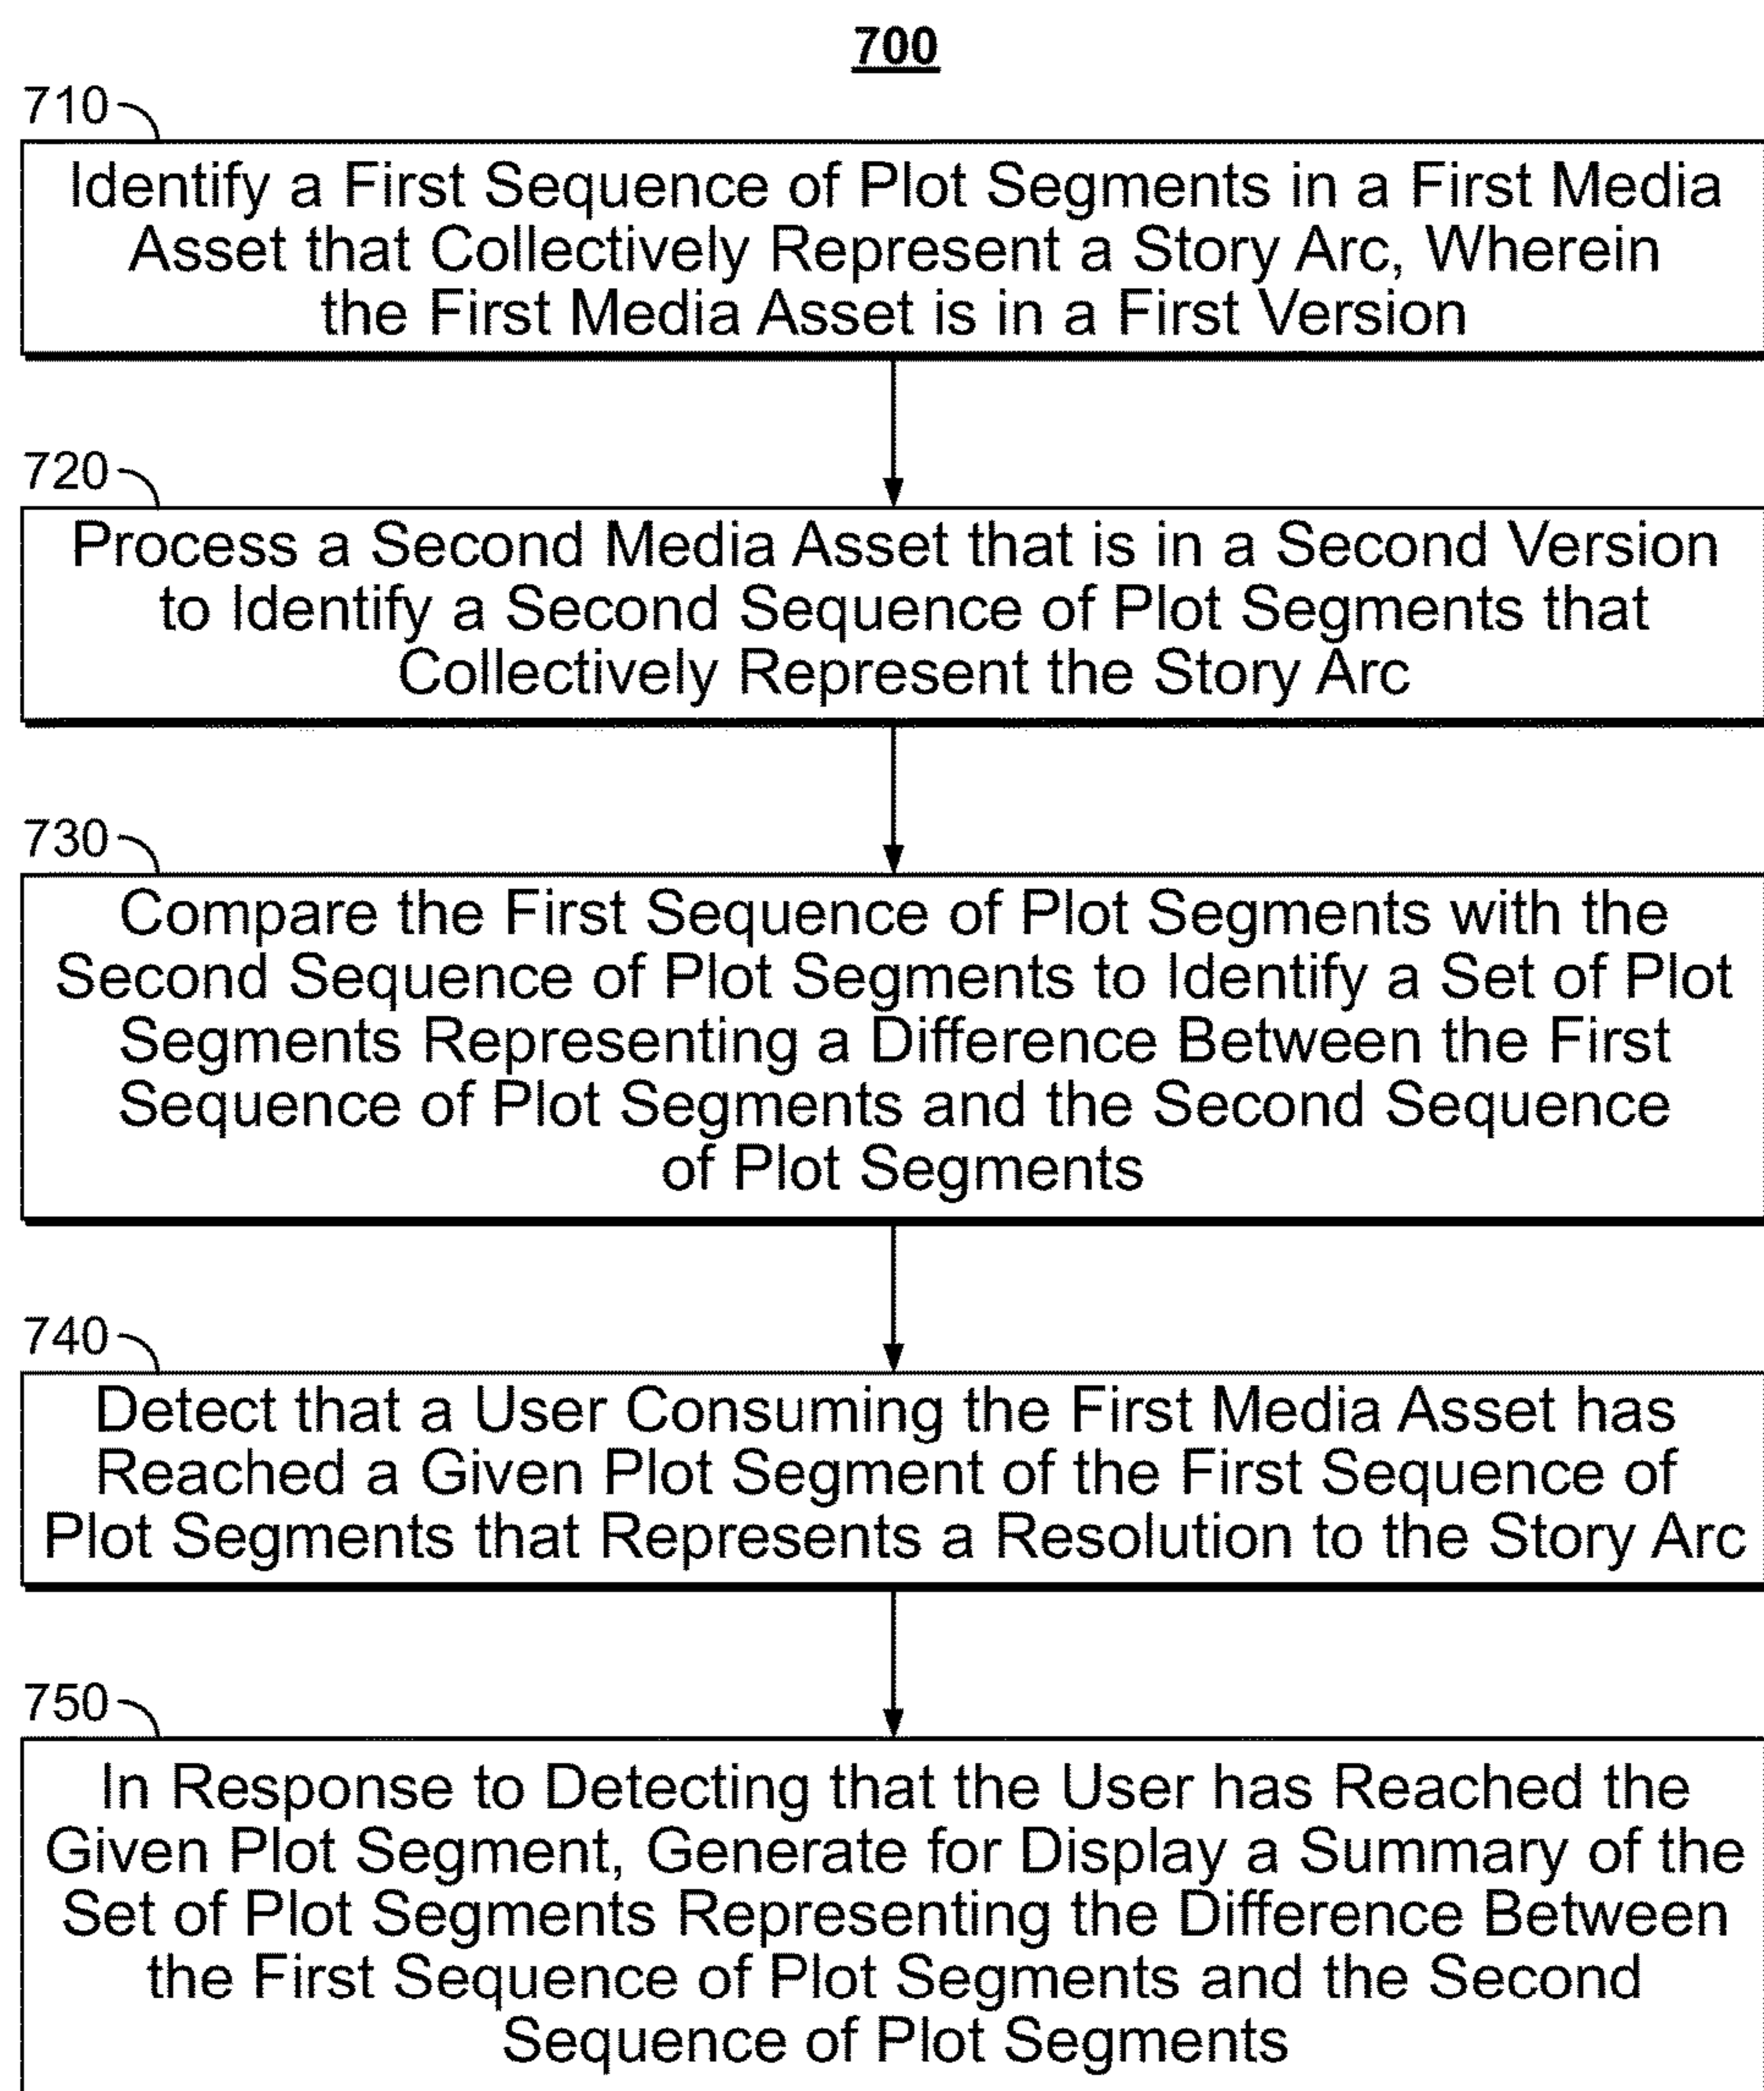 700
710
Identify a First Sequence of Plot Segments in a First Media
Asset that Collectively Represent a Story Arc, Wherein
the First Media Asset is in a First Version
720
Process a Second Media Asset that is in a Second Version
to Identify a Second Sequence of Plot Segments that
Collectively Represent the Story Arc
730
Compare the First Sequence of Plot Segments with the
Second Sequence of Plot Segments to Identify a Set of Plot
Segments Representing a Difference Between the First
Sequence of Plot Segments and the Second Sequence
of Plot Segments
740
Detect that a User Consuming the First Media Asset has
Reached a Given Plot Segment of the First Sequence of
Plot Segments that Represents a Resolution to the Story Arc
750
In Response to Detecting that the User has Reached the
Given Plot Segment, Generate for Display a Summary of the
Set of Plot Segments Representing the Difference Between
the First Sequence of Plot Segments and the Second
Sequence of Plot Segments